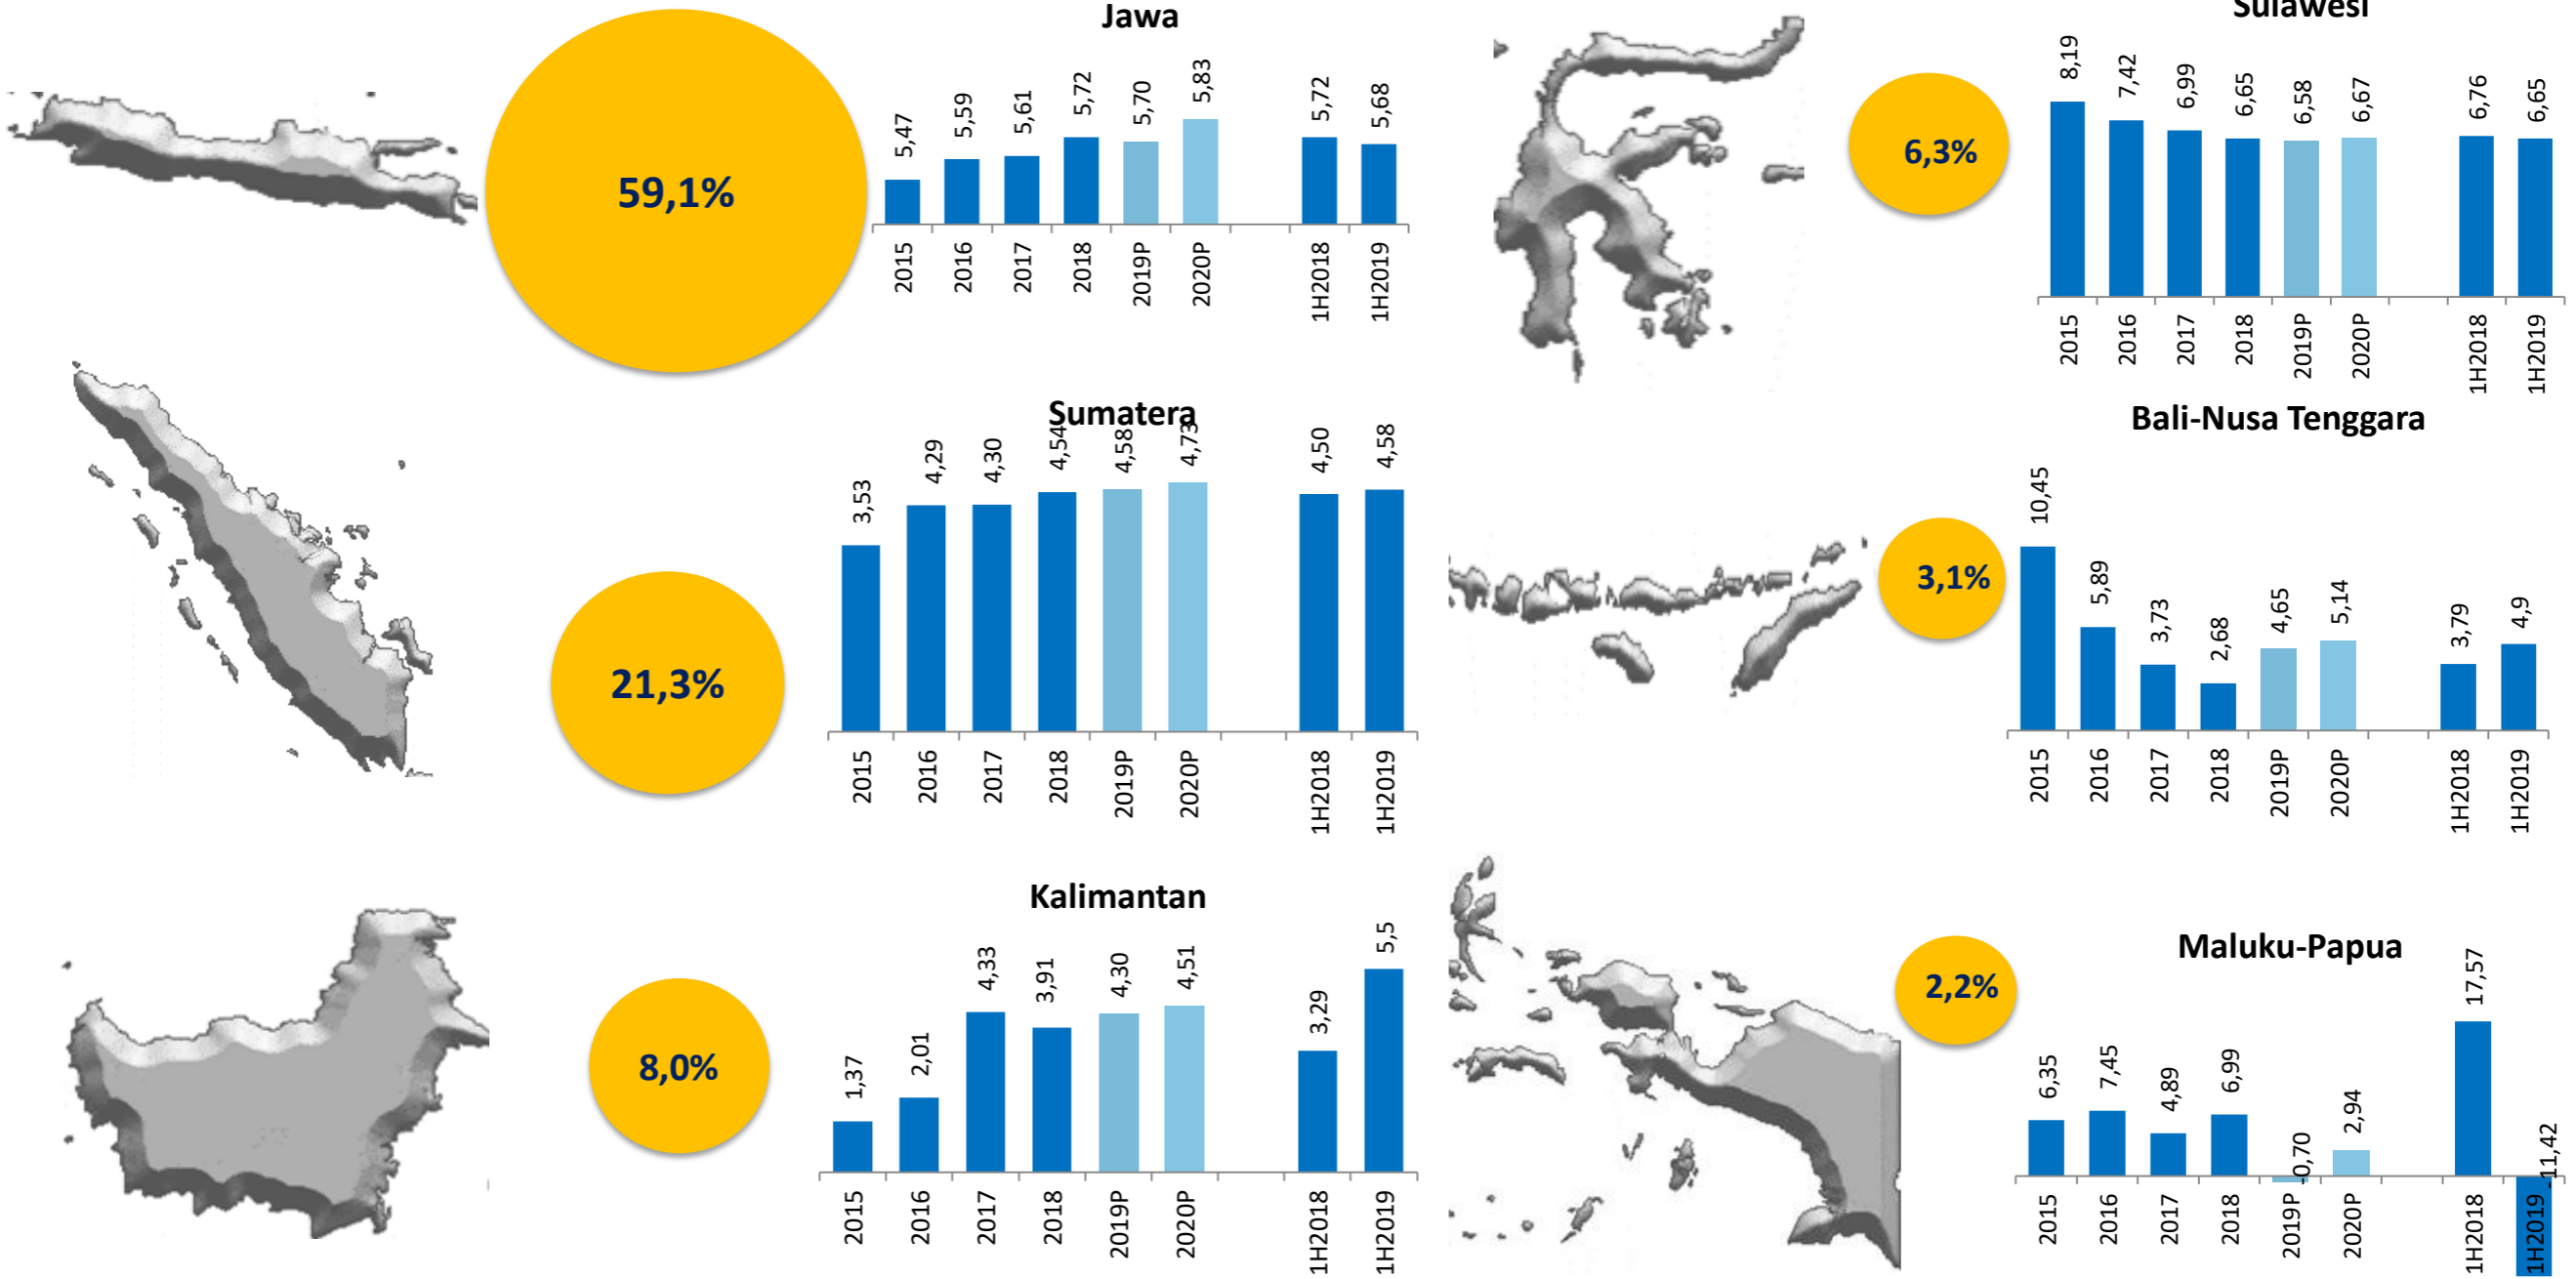 Jawa
59,1%
5,47 5,59 5,61 5,72 5,70 5,83 5,72 5,68
2015 2016 2017 2018 2019P 2020P 1H2018 1H2019
Sulawesi
6,3%
8,19 7,42 6,99 6,65 6,58 6,67 6,76 6,65
2015 2016 2017 2018 2019P 2020P 1H2018 1H2019
Sumatera
21,3%
3,53 4,29 4,30 4,54 4,58 4,73 4,50 4,58
2015 2016 2017 2018 2019P 2020P 1H2018 1H2019
Bali-Nusa Tenggara
3,1%
10,45 5,89 3,73 2,68 4,65 5,14 3,79 4,9
2015 2016 2017 2018 2019P 2020P 1H2018 1H2019
Kalimantan
8,0%
1,37 2,01 4,33 3,91 4,30 4,51 3,29 5,5
2015 2016 2017 2018 2019P 2020P 1H2018 1H2019
Maluku-Papua
2,2%
6,35 7,45 4,89 6,99 -0,70 2,94 17,57 -11,42
2015 2016 2017 2018 2019P 2020P 1H2018 1H2019